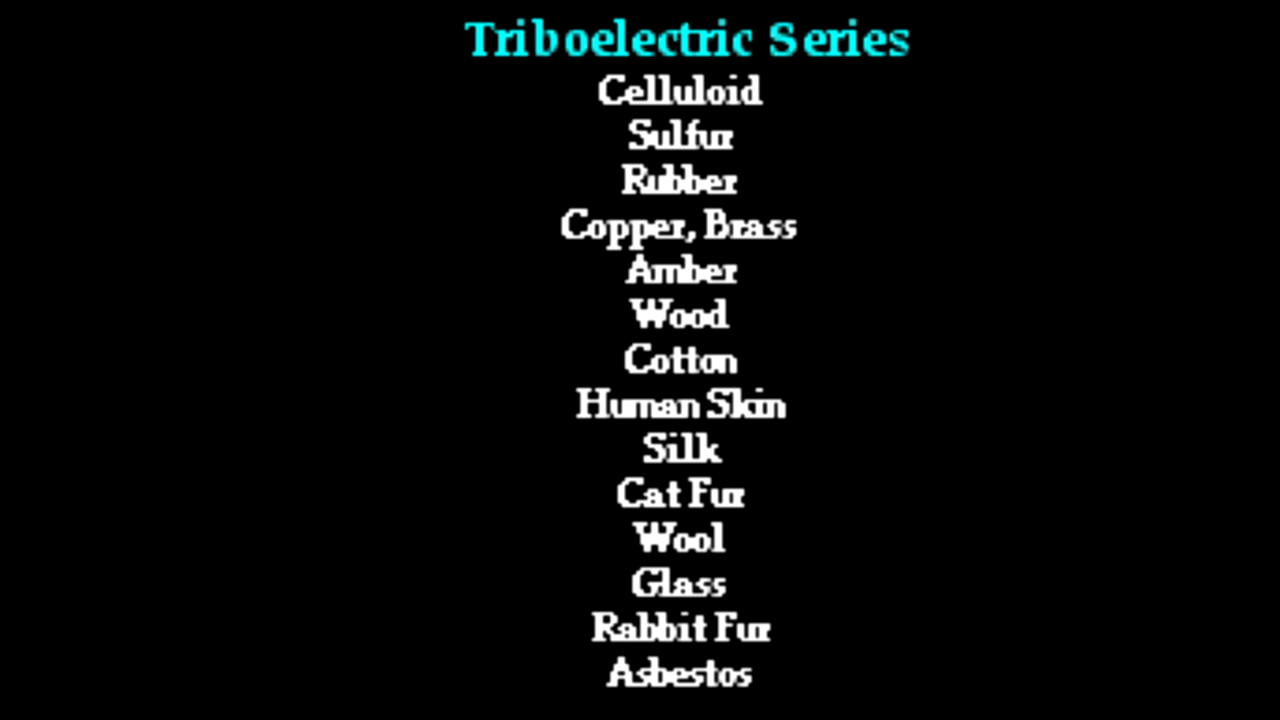 Triboelectric Series
Celluloid
Sulfur
Rubber
Copper, Brass
Amber
Wood
Cotton
Human Skin
Silk
Cat Fur
Wool
Glass
Rabbit Fur
Asbestos